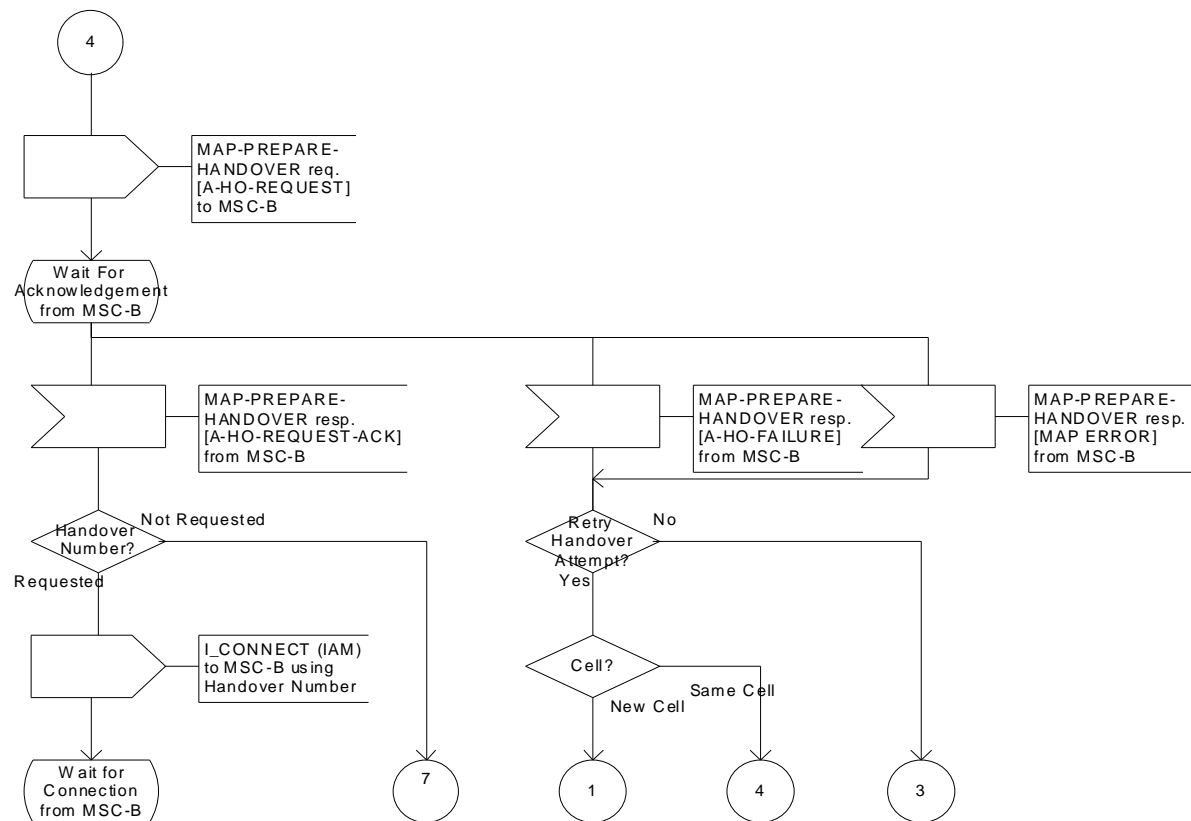 4
MAP-PREPARE-
HANDOVER req.
[A-HO-REQUEST]
to MSC-B
Wait For
Acknowledgement
from MSC-B
MAP-PREPARE-
HANDOVER resp.
[A-HO-REQUEST-ACK]
from MSC-B
MAP-PREPARE-
HANDOVER resp.
[A-HO-FAILURE]
from MSC-B
MAP-PREPARE-
HANDOVER resp.
[MAP ERROR]
from MSC-B
Handover
Number?
Not Requested
Requested
Retry
Handover
Attempt?
No
Yes
I_CONNECT (IAM)
to MSC-B using
Handover Number
Cell?
Same Cell
New Cell
Wait for
Connection
from MSC-B
7
1
4
3